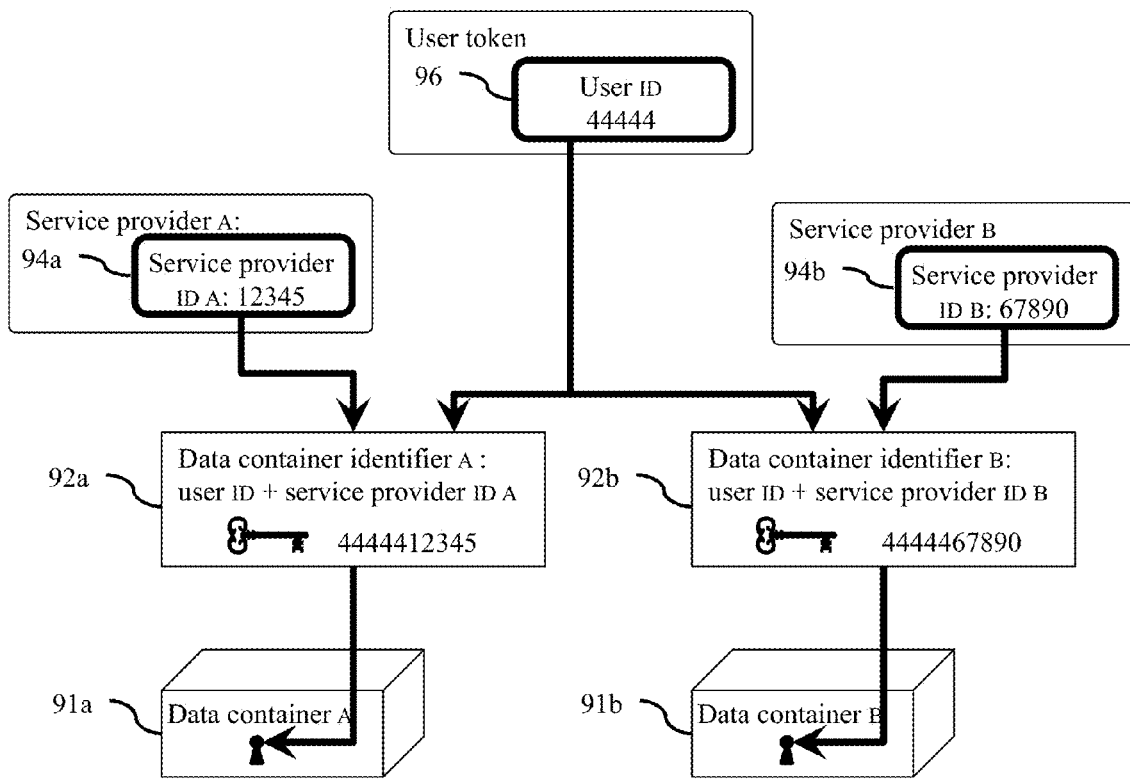 User token
96
User ID
44444
Service provider A:
94a
Service provider
ID A: 12345
Service provider B
94b
Service provider
ID B: 67890
92a
Data container identifier A :
user ID + service provider ID A
4444412345
92b
Data container identifier B:
user ID + service provider ID B
4444467890
91a
Data container A
91b
Data container B